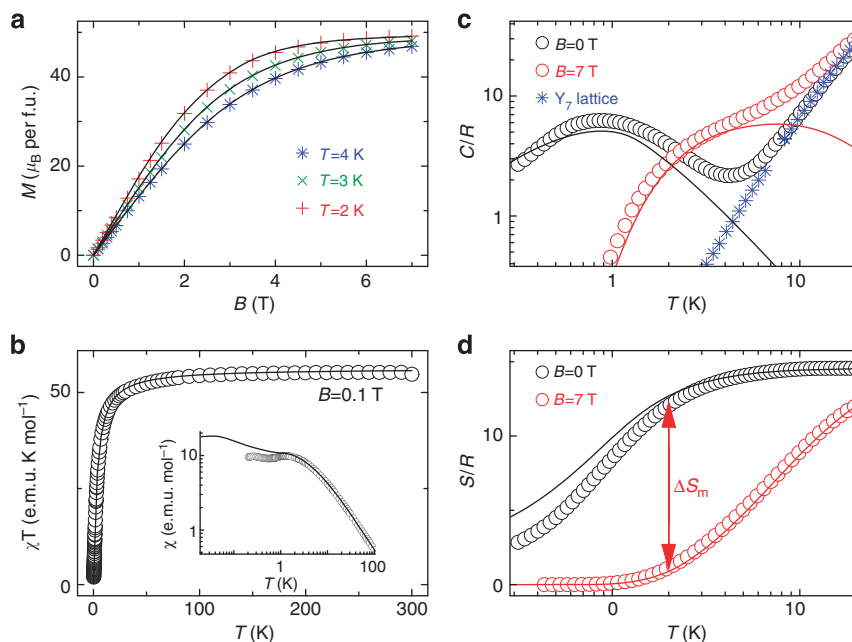 a
M (μB per f.u.)
40
20
0
T=4 K
T=3 K
T=2 K
0 2 4 6
B (T)
b
χT (e.m.u. K mol−1)
50
0
B=0.1 T
χ (e.m.u. mol−1)
10
1
1 100
T (K)
0 100 200 300
T (K)
c
C/R
10
1
B=0 T
B=7 T
Y7 lattice
1 10
T (K)
d
S/R
10
0
B=0 T
B=7 T
ΔSm
0 10
T (K)